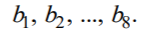 b₁, b₂, ..., b₈.